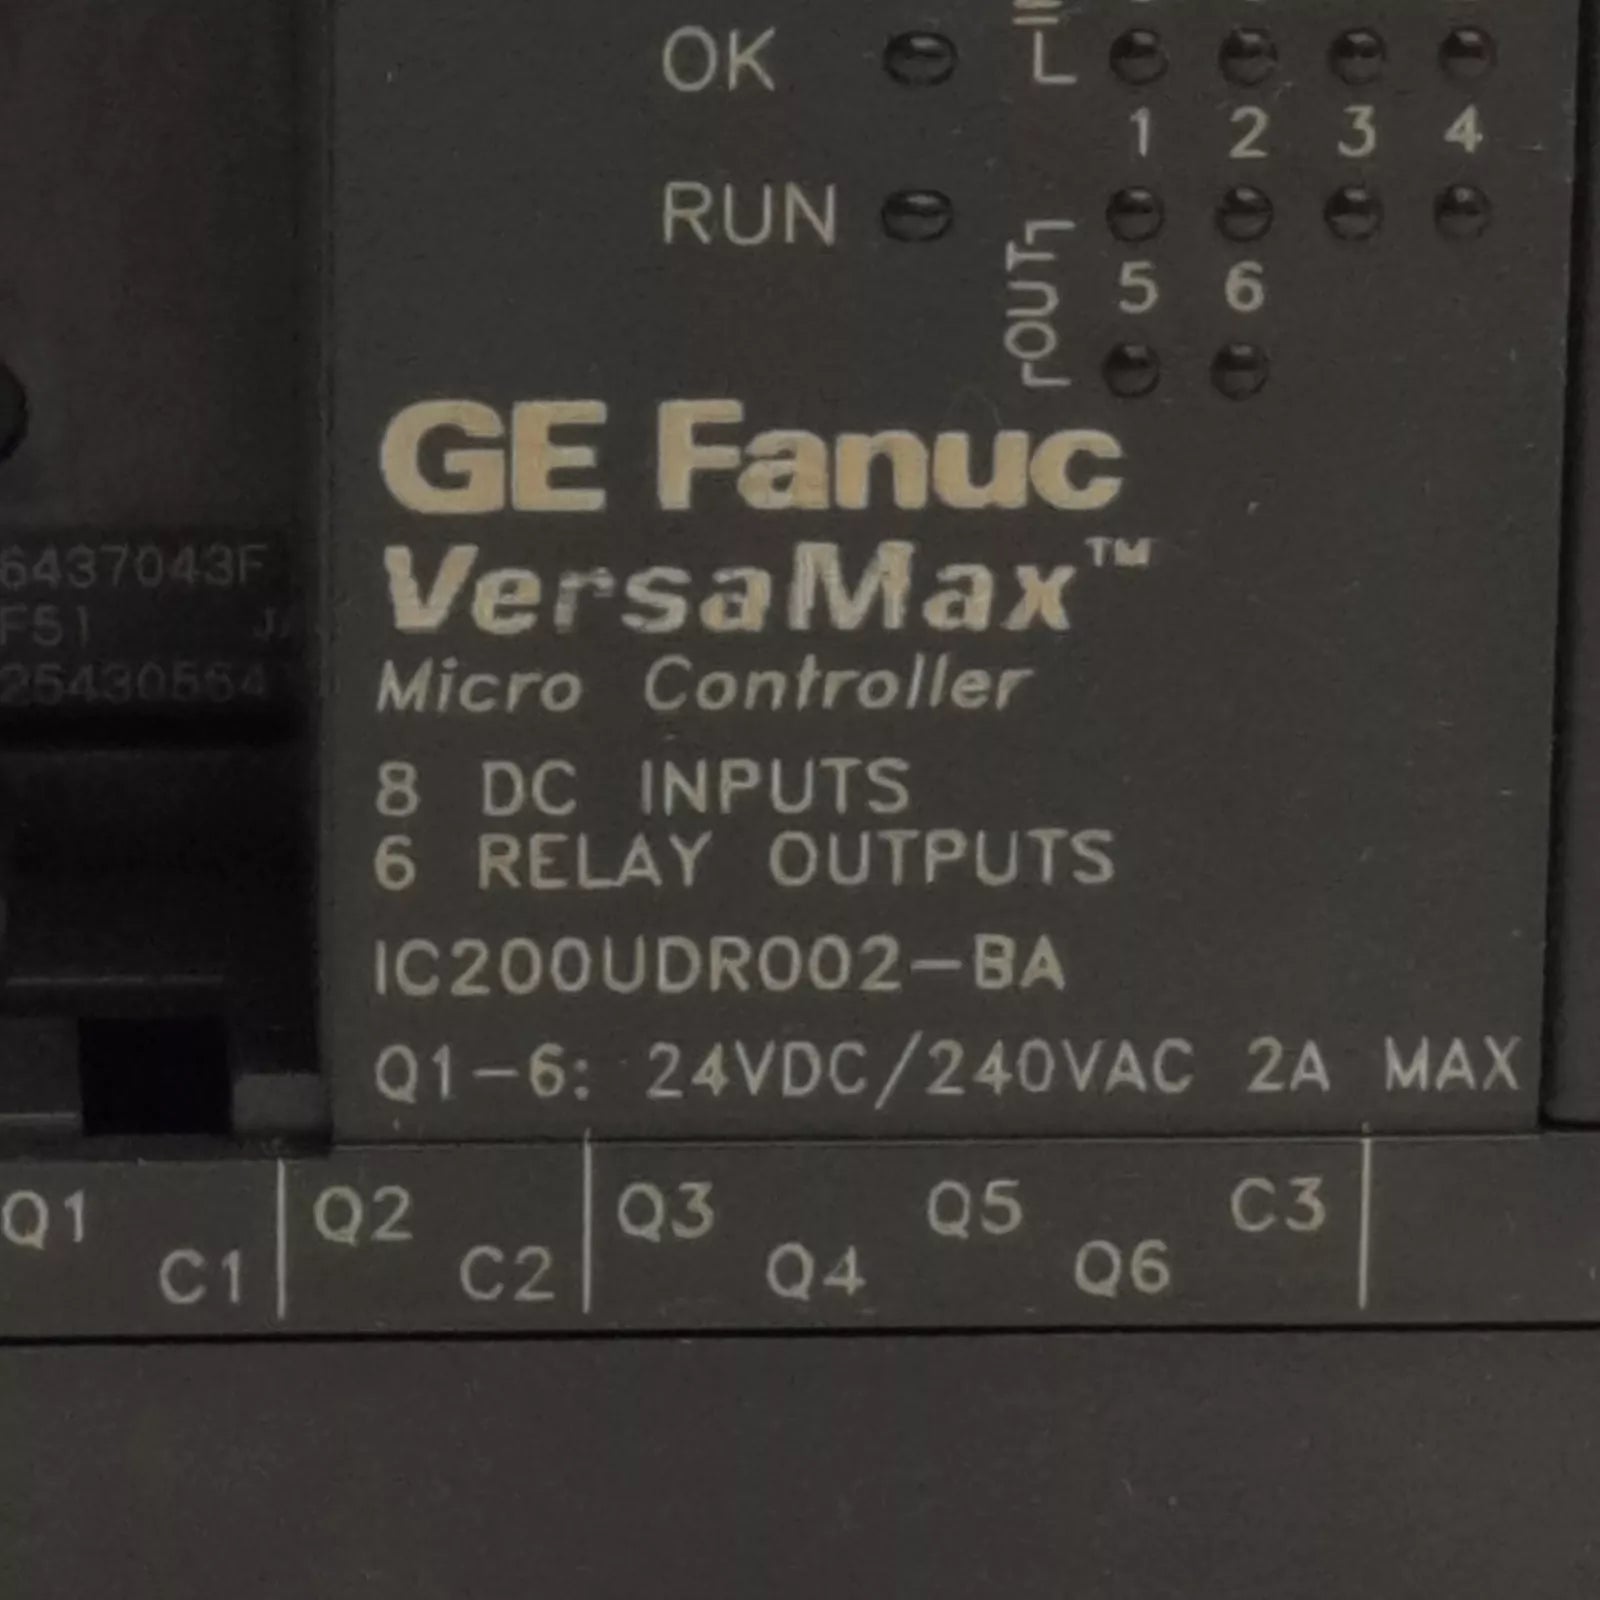 OK
RUN
1 2 3 4
5 6
OUT
GE Fanuc
VersaMax™
Micro Controller
8 DC INPUTS
6 RELAY OUTPUTS
IC200UDR002-BA
Q1-6: 24VDC/240VAC 2A MAX
6437043F
F51
Q1 C1 Q2 C2 Q3 Q4 Q5 Q6 C3